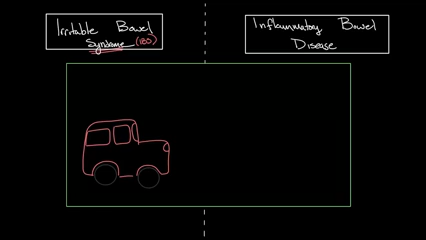 Irritable Bowel
Syndrome (IBS)
Inflammatory Bowel
Disease